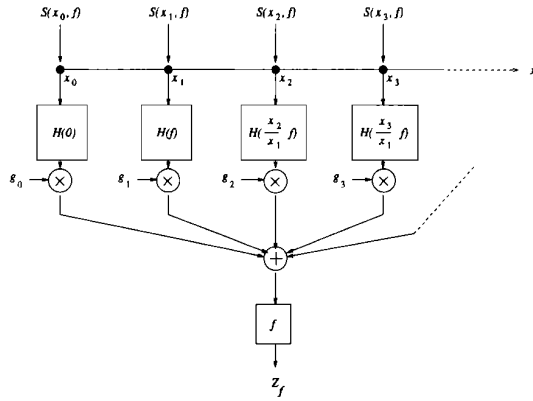 S(x₀,f) S(x₁,f) S(x₂,f) S(x₃,f)
x₀ x₁ x₂ x₃
H(0) H(f) H(x₂/x₁ f) H(x₃/x₁ f)
g₀ × g₁ × g₂ × g₃ ×
+
f
Z_f